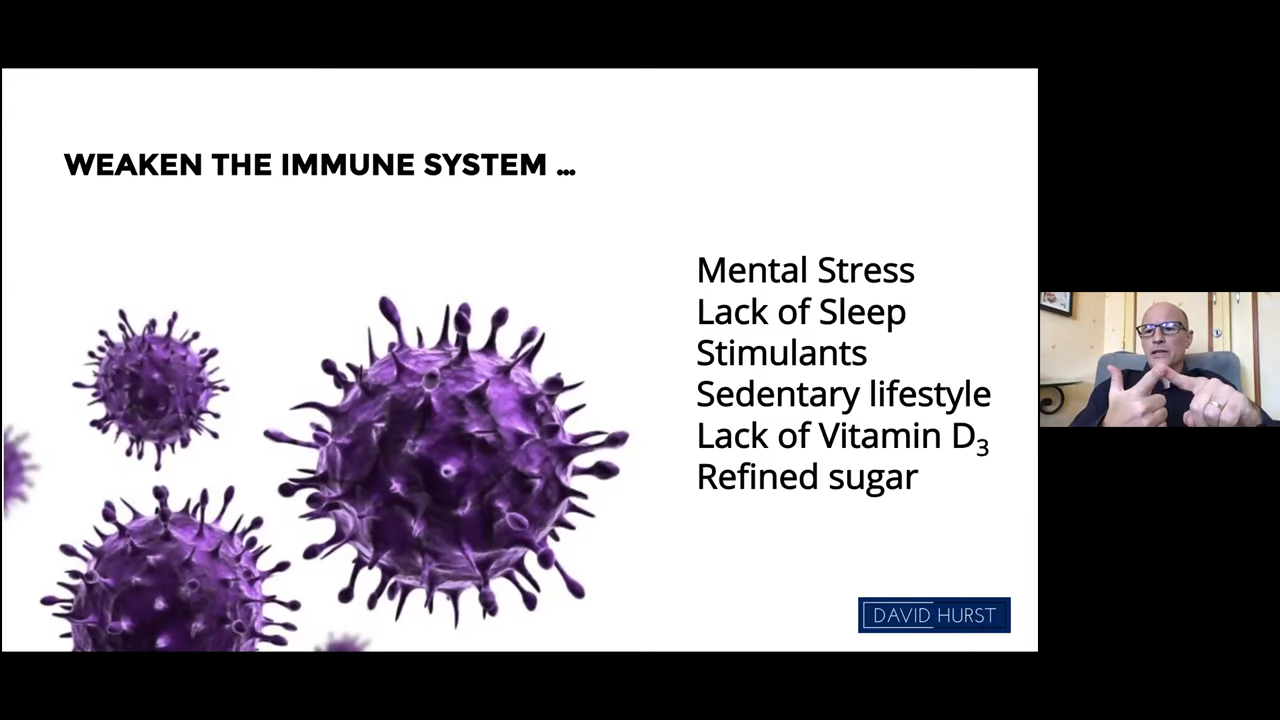 WEAKEN THE IMMUNE SYSTEM ...
Mental Stress
Lack of Sleep
Stimulants
Sedentary lifestyle
Lack of Vitamin D₃
Refined sugar
DAVID HURST